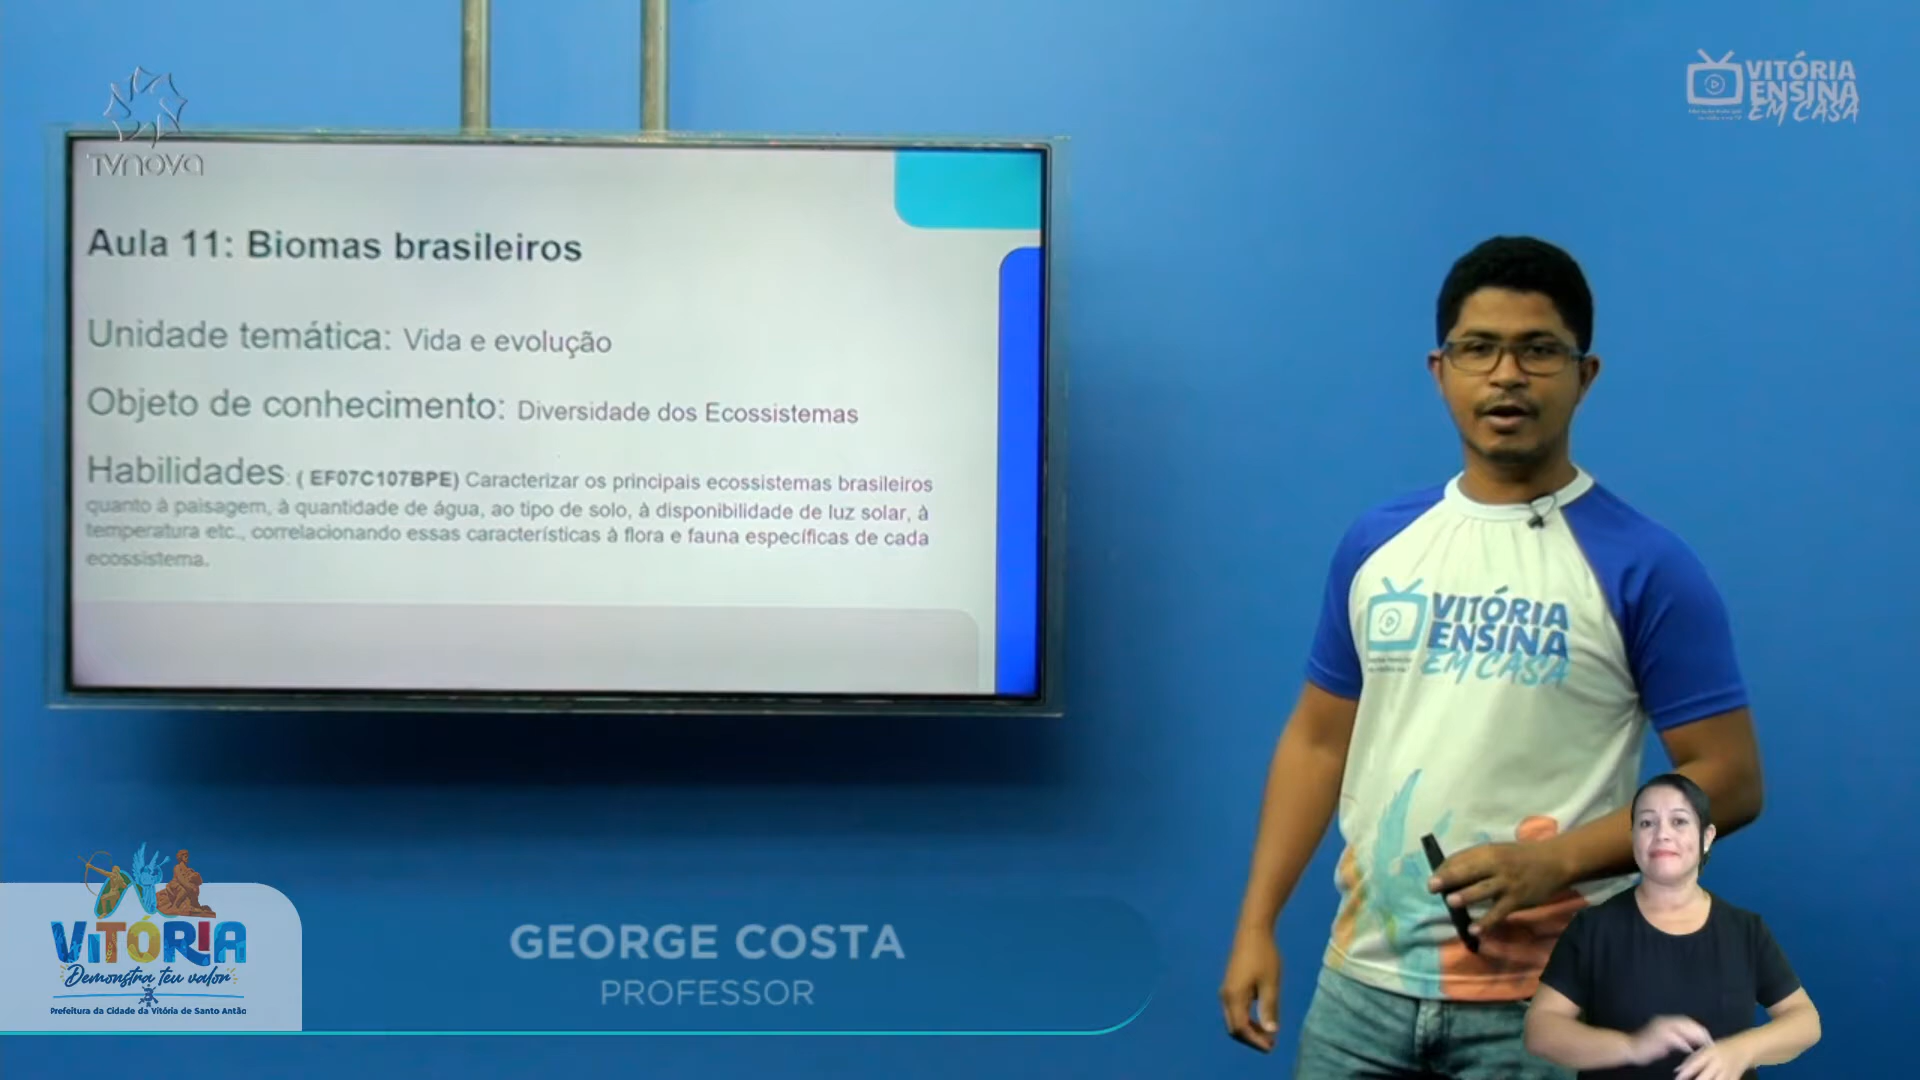 TVNOVA
VITÓRIA
ENSINA
EM CASA
Aula 11: Biomas brasileiros
Unidade temática: Vida e evolução
Objeto de conhecimento: Diversidade dos Ecossistemas
Habilidades: ( EF07C107BPE) Caracterizar os principais ecossistemas brasileiros
quanto à paisagem, à quantidade de água, ao tipo de solo, à disponibilidade de luz solar, à
temperatura etc., correlacionando essas características à flora e fauna específicas de cada
ecossistema.
VITÓRIA
ENSINA
EM CASA
GEORGE COSTA
PROFESSOR
VITÓRIA
Demonstra teu valor
Prefeitura da Cidade da Vitória de Santo Antão